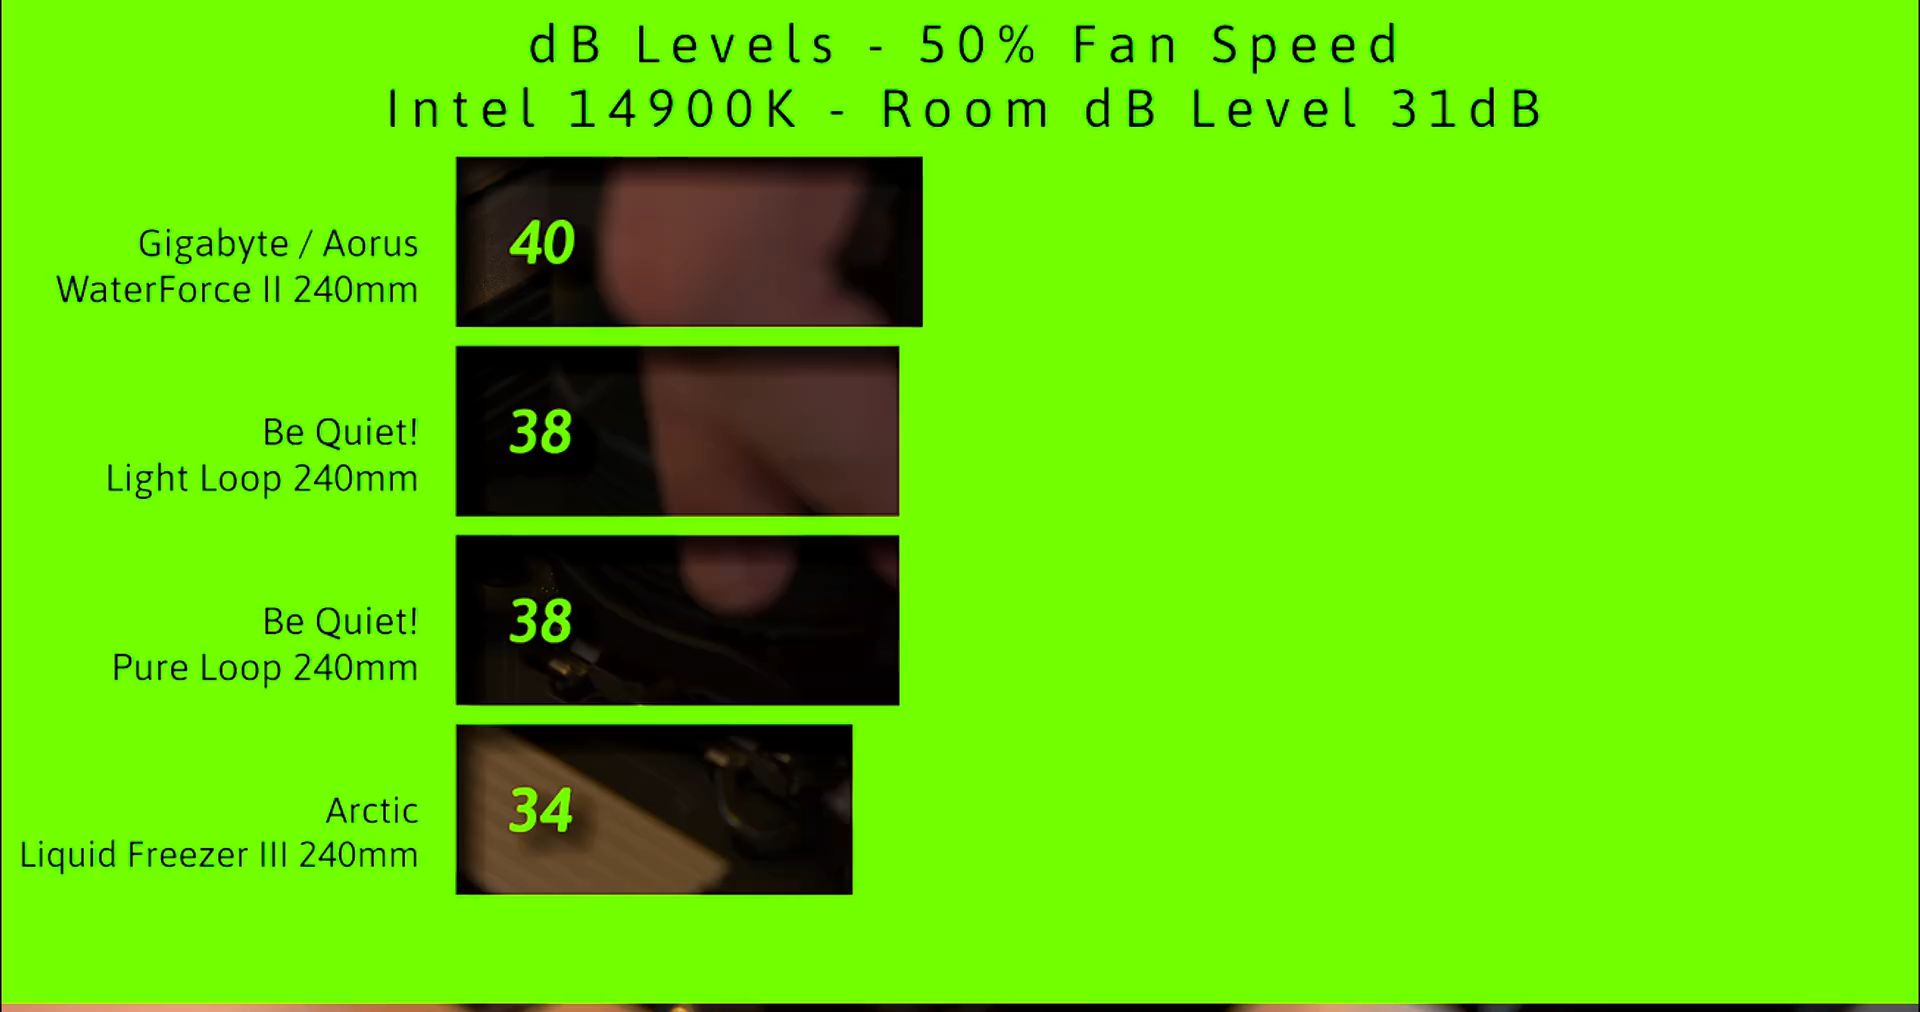 dB Levels - 50% Fan Speed
Intel 14900K - Room dB Level 31dB
Gigabyte / Aorus
WaterForce II 240mm
40
Be Quiet!
Light Loop 240mm
38
Be Quiet!
Pure Loop 240mm
38
Arctic
Liquid Freezer III 240mm
34